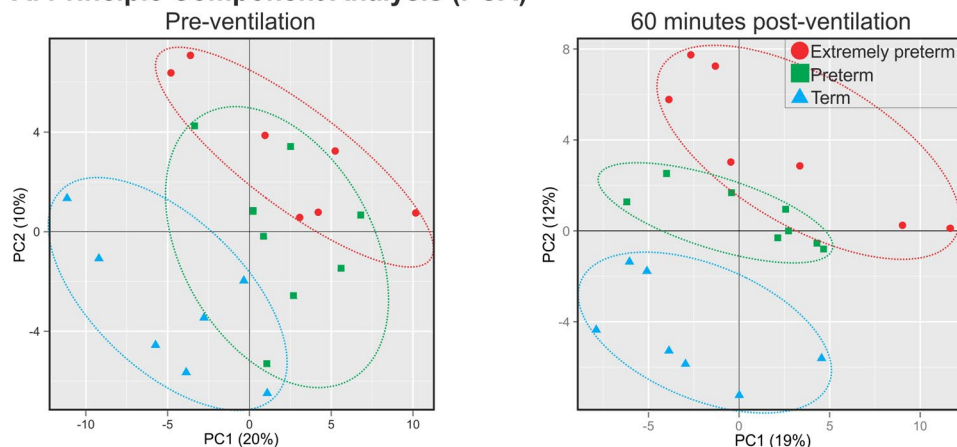 Pre-ventilation
60 minutes post-ventilation
Extremely preterm
Preterm
Term
PC2 (10%)
4
0
-4
-10
-5
0
5
10
PC1 (20%)
PC2 (12%)
8
4
0
-4
-5
0
5
10
PC1 (19%)